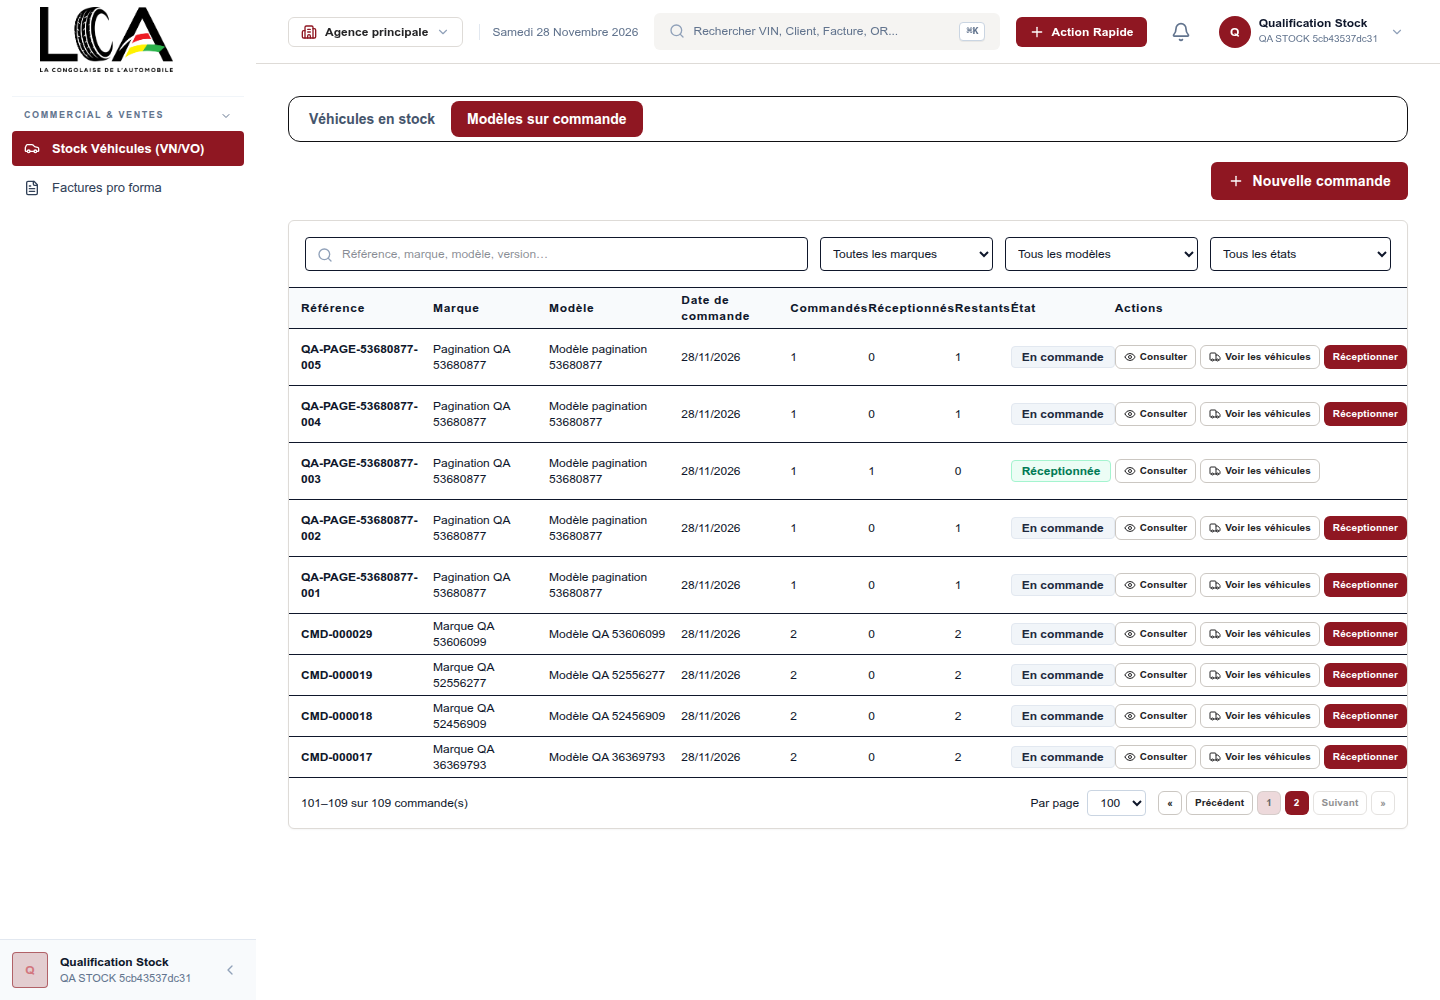 LCA
LA CONGOLAISE DE L'AUTOMOBILE
Agence principale
Samedi 28 Novembre 2026
Rechercher VIN, Client, Facture, OR...
⌘K
Action Rapide
Q
Qualification Stock
QA STOCK 5cb43537dc31
COMMERCIAL & VENTES
Stock Véhicules (VN/VO)
Factures pro forma
Véhicules en stock
Modèles sur commande
Nouvelle commande
Référence, marque, modèle, version…
Toutes les marques
Tous les modèles
Tous les états
Référence Marque Modèle Date de commande Commandés Réceptionnés Restants État Actions
QA-PAGE-53680877-005 Pagination QA 53680877 Modèle pagination 53680877 28/11/2026 1 0 1 En commande Consulter Voir les véhicules Réceptionner
QA-PAGE-53680877-004 Pagination QA 53680877 Modèle pagination 53680877 28/11/2026 1 0 1 En commande Consulter Voir les véhicules Réceptionner
QA-PAGE-53680877-003 Pagination QA 53680877 Modèle pagination 53680877 28/11/2026 1 1 0 Réceptionnée Consulter Voir les véhicules
QA-PAGE-53680877-002 Pagination QA 53680877 Modèle pagination 53680877 28/11/2026 1 0 1 En commande Consulter Voir les véhicules Réceptionner
QA-PAGE-53680877-001 Pagination QA 53680877 Modèle pagination 53680877 28/11/2026 1 0 1 En commande Consulter Voir les véhicules Réceptionner
CMD-000029 Marque QA 53606099 Modèle QA 53606099 28/11/2026 2 0 2 En commande Consulter Voir les véhicules Réceptionner
CMD-000019 Marque QA 52556277 Modèle QA 52556277 28/11/2026 2 0 2 En commande Consulter Voir les véhicules Réceptionner
CMD-000018 Marque QA 52456909 Modèle QA 52456909 28/11/2026 2 0 2 En commande Consulter Voir les véhicules Réceptionner
CMD-000017 Marque QA 36369793 Modèle QA 36369793 28/11/2026 2 0 2 En commande Consulter Voir les véhicules Réceptionner
101–109 sur 109 commande(s)
Par page 100 « Précédent 1 2 Suivant »
Q
Qualification Stock
QA STOCK 5cb43537dc31